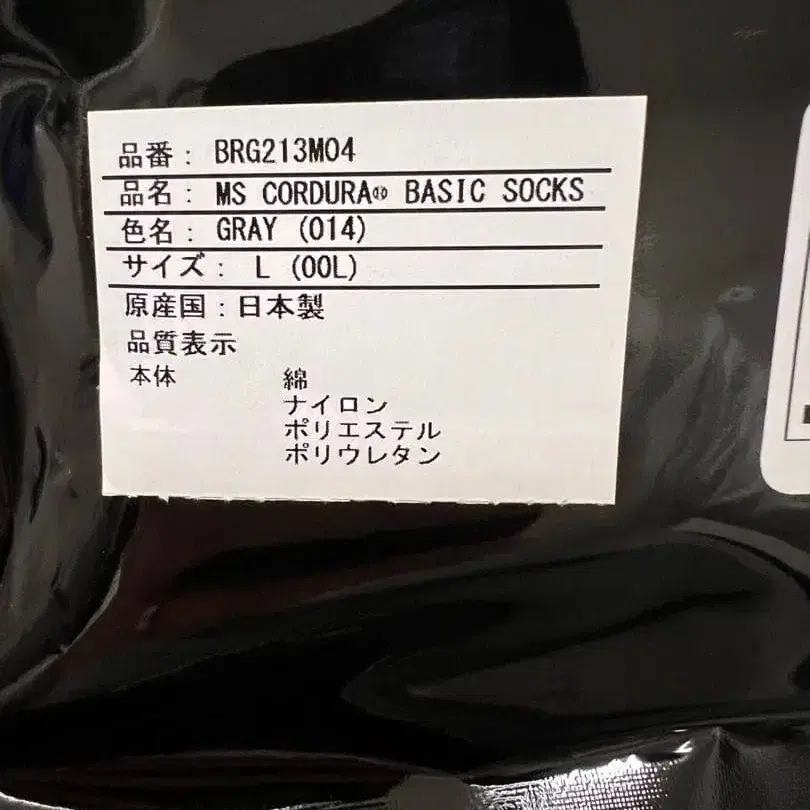 品番： BRG213M04
品名： MS CORDURA® BASIC SOCKS
色名： GRAY (014)
サイズ： L (00L)
原産国：日本製
品質表示
本体 綿
ナイロン
ポリエステル
ポリウレタン